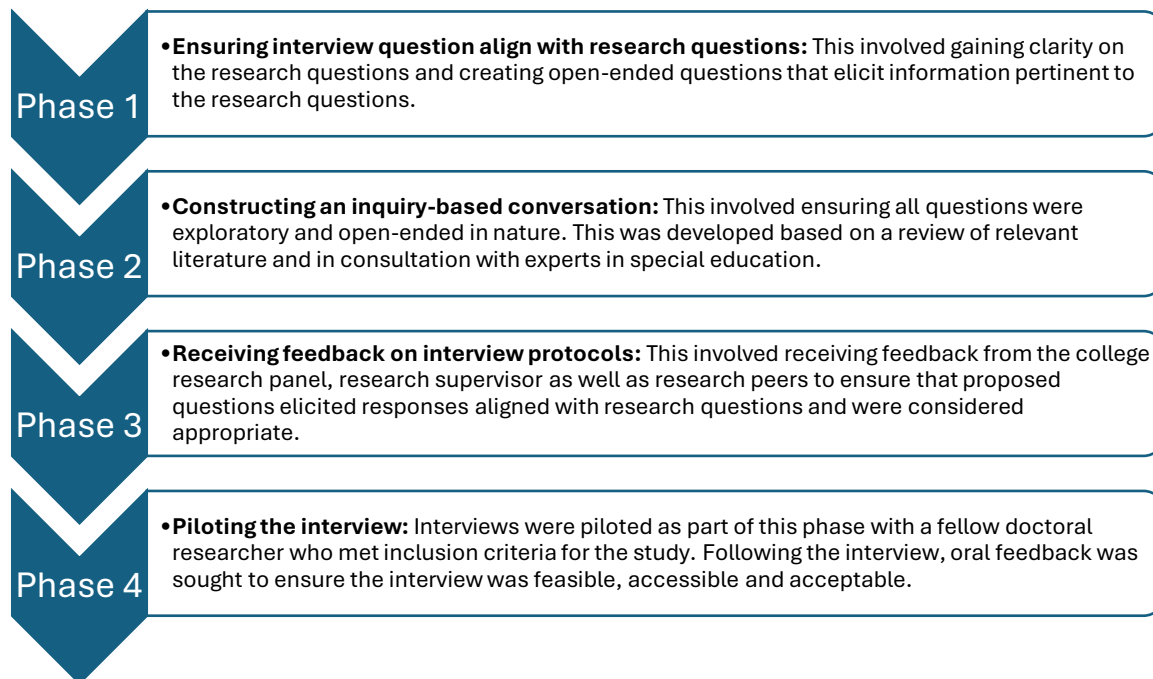 Phase 1
•Ensuring interview question align with research questions: This involved gaining clarity on
the research questions and creating open-ended questions that elicit information pertinent to
the research questions.
Phase 2
•Constructing an inquiry-based conversation: This involved ensuring all questions were
exploratory and open-ended in nature. This was developed based on a review of relevant
literature and in consultation with experts in special education.
Phase 3
•Receiving feedback on interview protocols: This involved receiving feedback from the college
research panel, research supervisor as well as research peers to ensure that proposed
questions elicited responses aligned with research questions and were considered
appropriate.
Phase 4
•Piloting the interview: Interviews were piloted as part of this phase with a fellow doctoral
researcher who met inclusion criteria for the study. Following the interview, oral feedback was
sought to ensure the interview was feasible, accessible and acceptable.